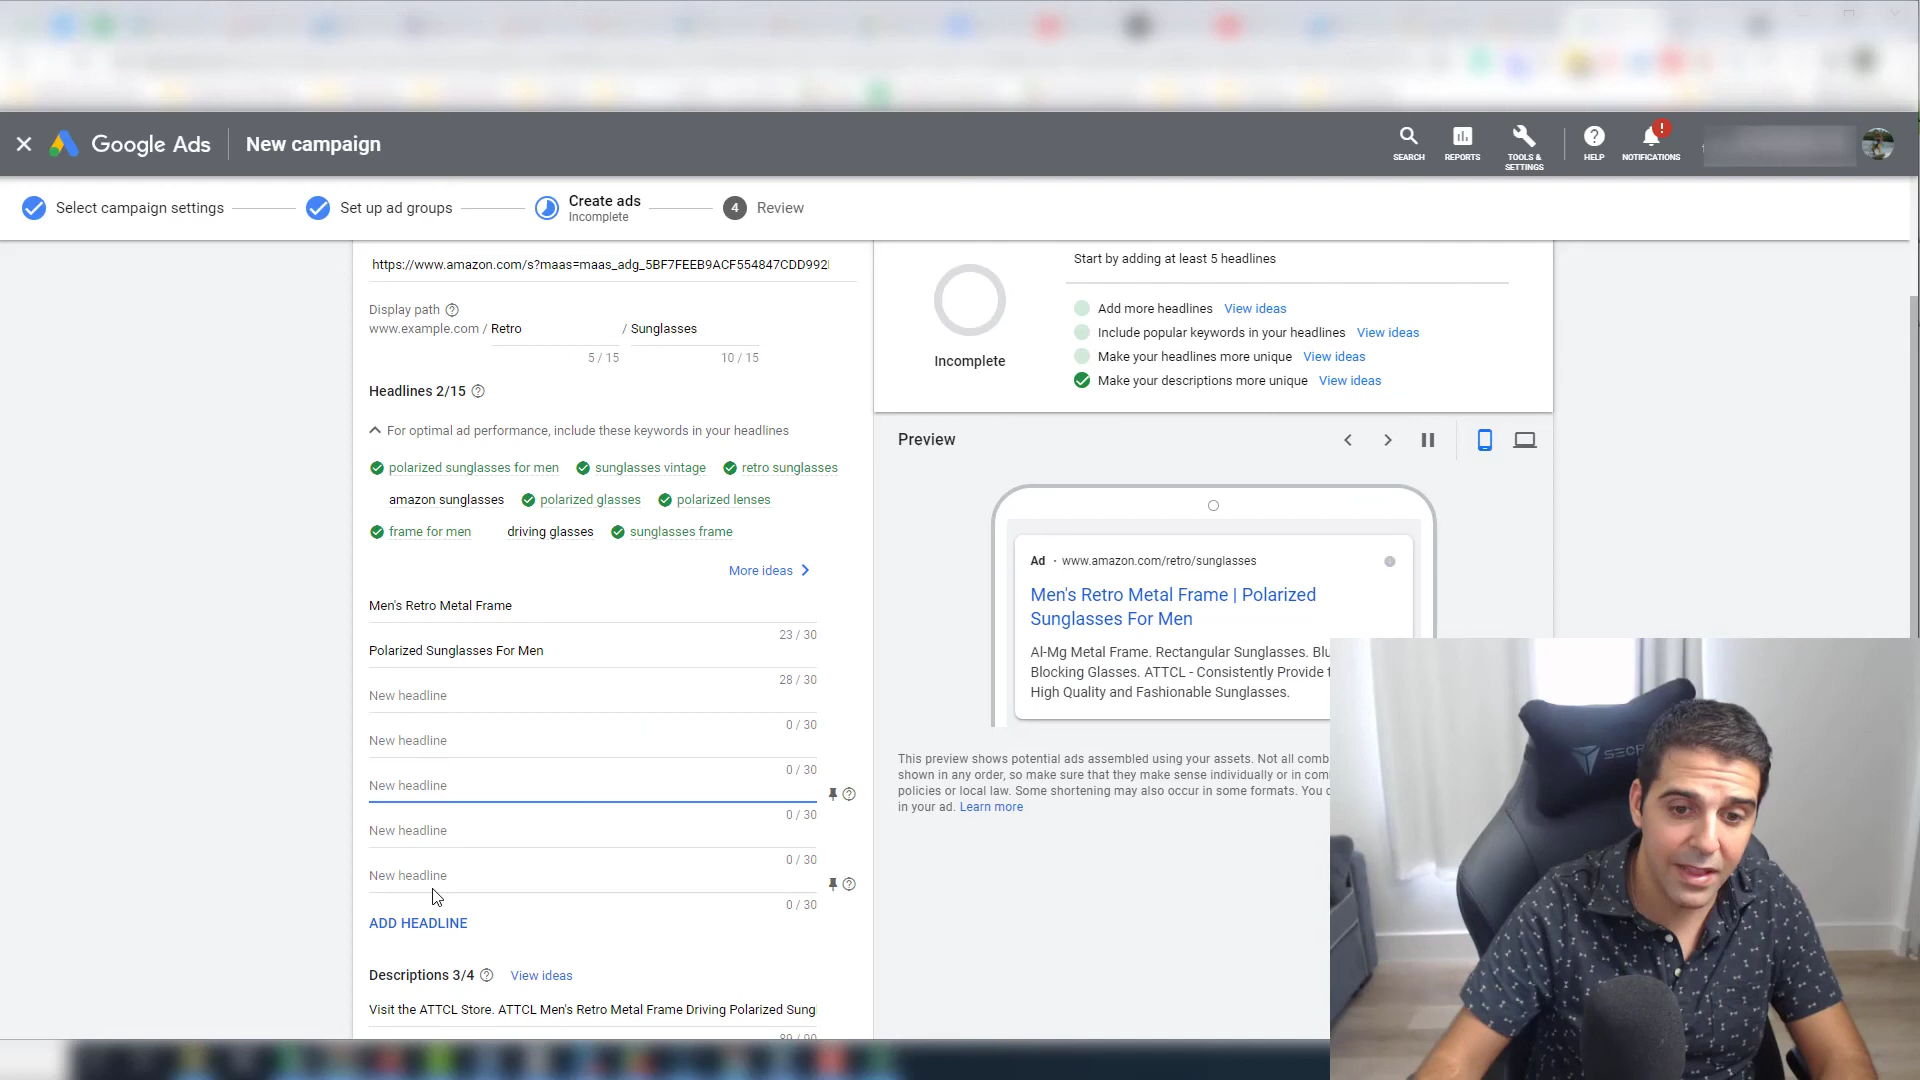 Google Ads
New campaign
SEARCH
REPORTS
TOOLS &
SETTINGS
HELP
!
NOTIFICATIONS
Select campaign settings
Set up ad groups
Create ads
Incomplete
4
Review
https://www.amazon.com/s?maas=maas_adg_5BF7FEEB9ACF554847CDD992
Display path
www.example.com / Retro / Sunglasses
5 / 15
10 / 15
Headlines 2/15
For optimal ad performance, include these keywords in your headlines
polarized sunglasses for men
sunglasses vintage
retro sunglasses
amazon sunglasses
polarized glasses
polarized lenses
frame for men
driving glasses
sunglasses frame
More ideas
Men's Retro Metal Frame
23 / 30
Polarized Sunglasses For Men
28 / 30
New headline
0 / 30
New headline
0 / 30
New headline
0 / 30
New headline
0 / 30
New headline
0 / 30
ADD HEADLINE
Descriptions 3/4
View ideas
Visit the ATTCL Store. ATTCL Men's Retro Metal Frame Driving Polarized Sung
Incomplete
Start by adding at least 5 headlines
Add more headlines View ideas
Include popular keywords in your headlines View ideas
Make your headlines more unique View ideas
Make your descriptions more unique View ideas
Preview
Ad · www.amazon.com/retro/sunglasses
Men's Retro Metal Frame | Polarized
Sunglasses For Men
Al-Mg Metal Frame. Rectangular Sunglasses. Blu
Blocking Glasses. ATTCL - Consistently Provide
High Quality and Fashionable Sunglasses.
This preview shows potential ads assembled using your assets. Not all comb
shown in any order, so make sure that they make sense individually or in com
policies or local law. Some shortening may also occur in some formats. You
in your ad. Learn more